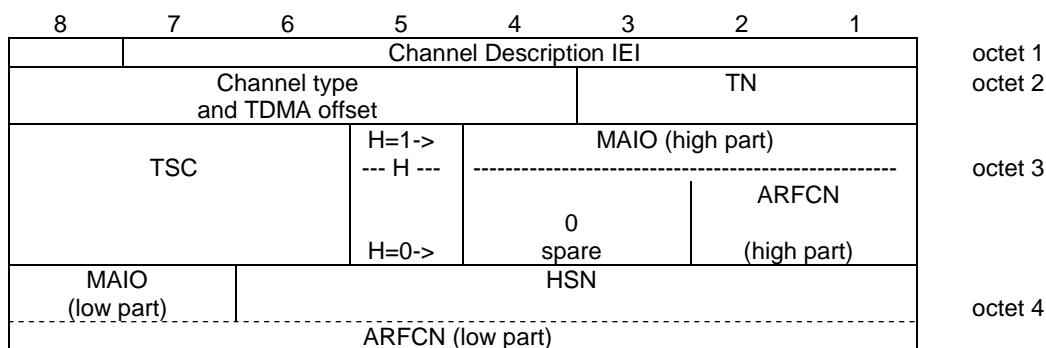 8 7 6 5 4 3 2 1
Channel Description IEI octet 1
Channel type TN octet 2
and TDMA offset
H=1-> MAIO (high part)
TSC --- H --- ------------------------------------------------------ octet 3
ARFCN
0
H=0-> spare (high part)
MAIO HSN
(low part) octet 4
ARFCN (low part)